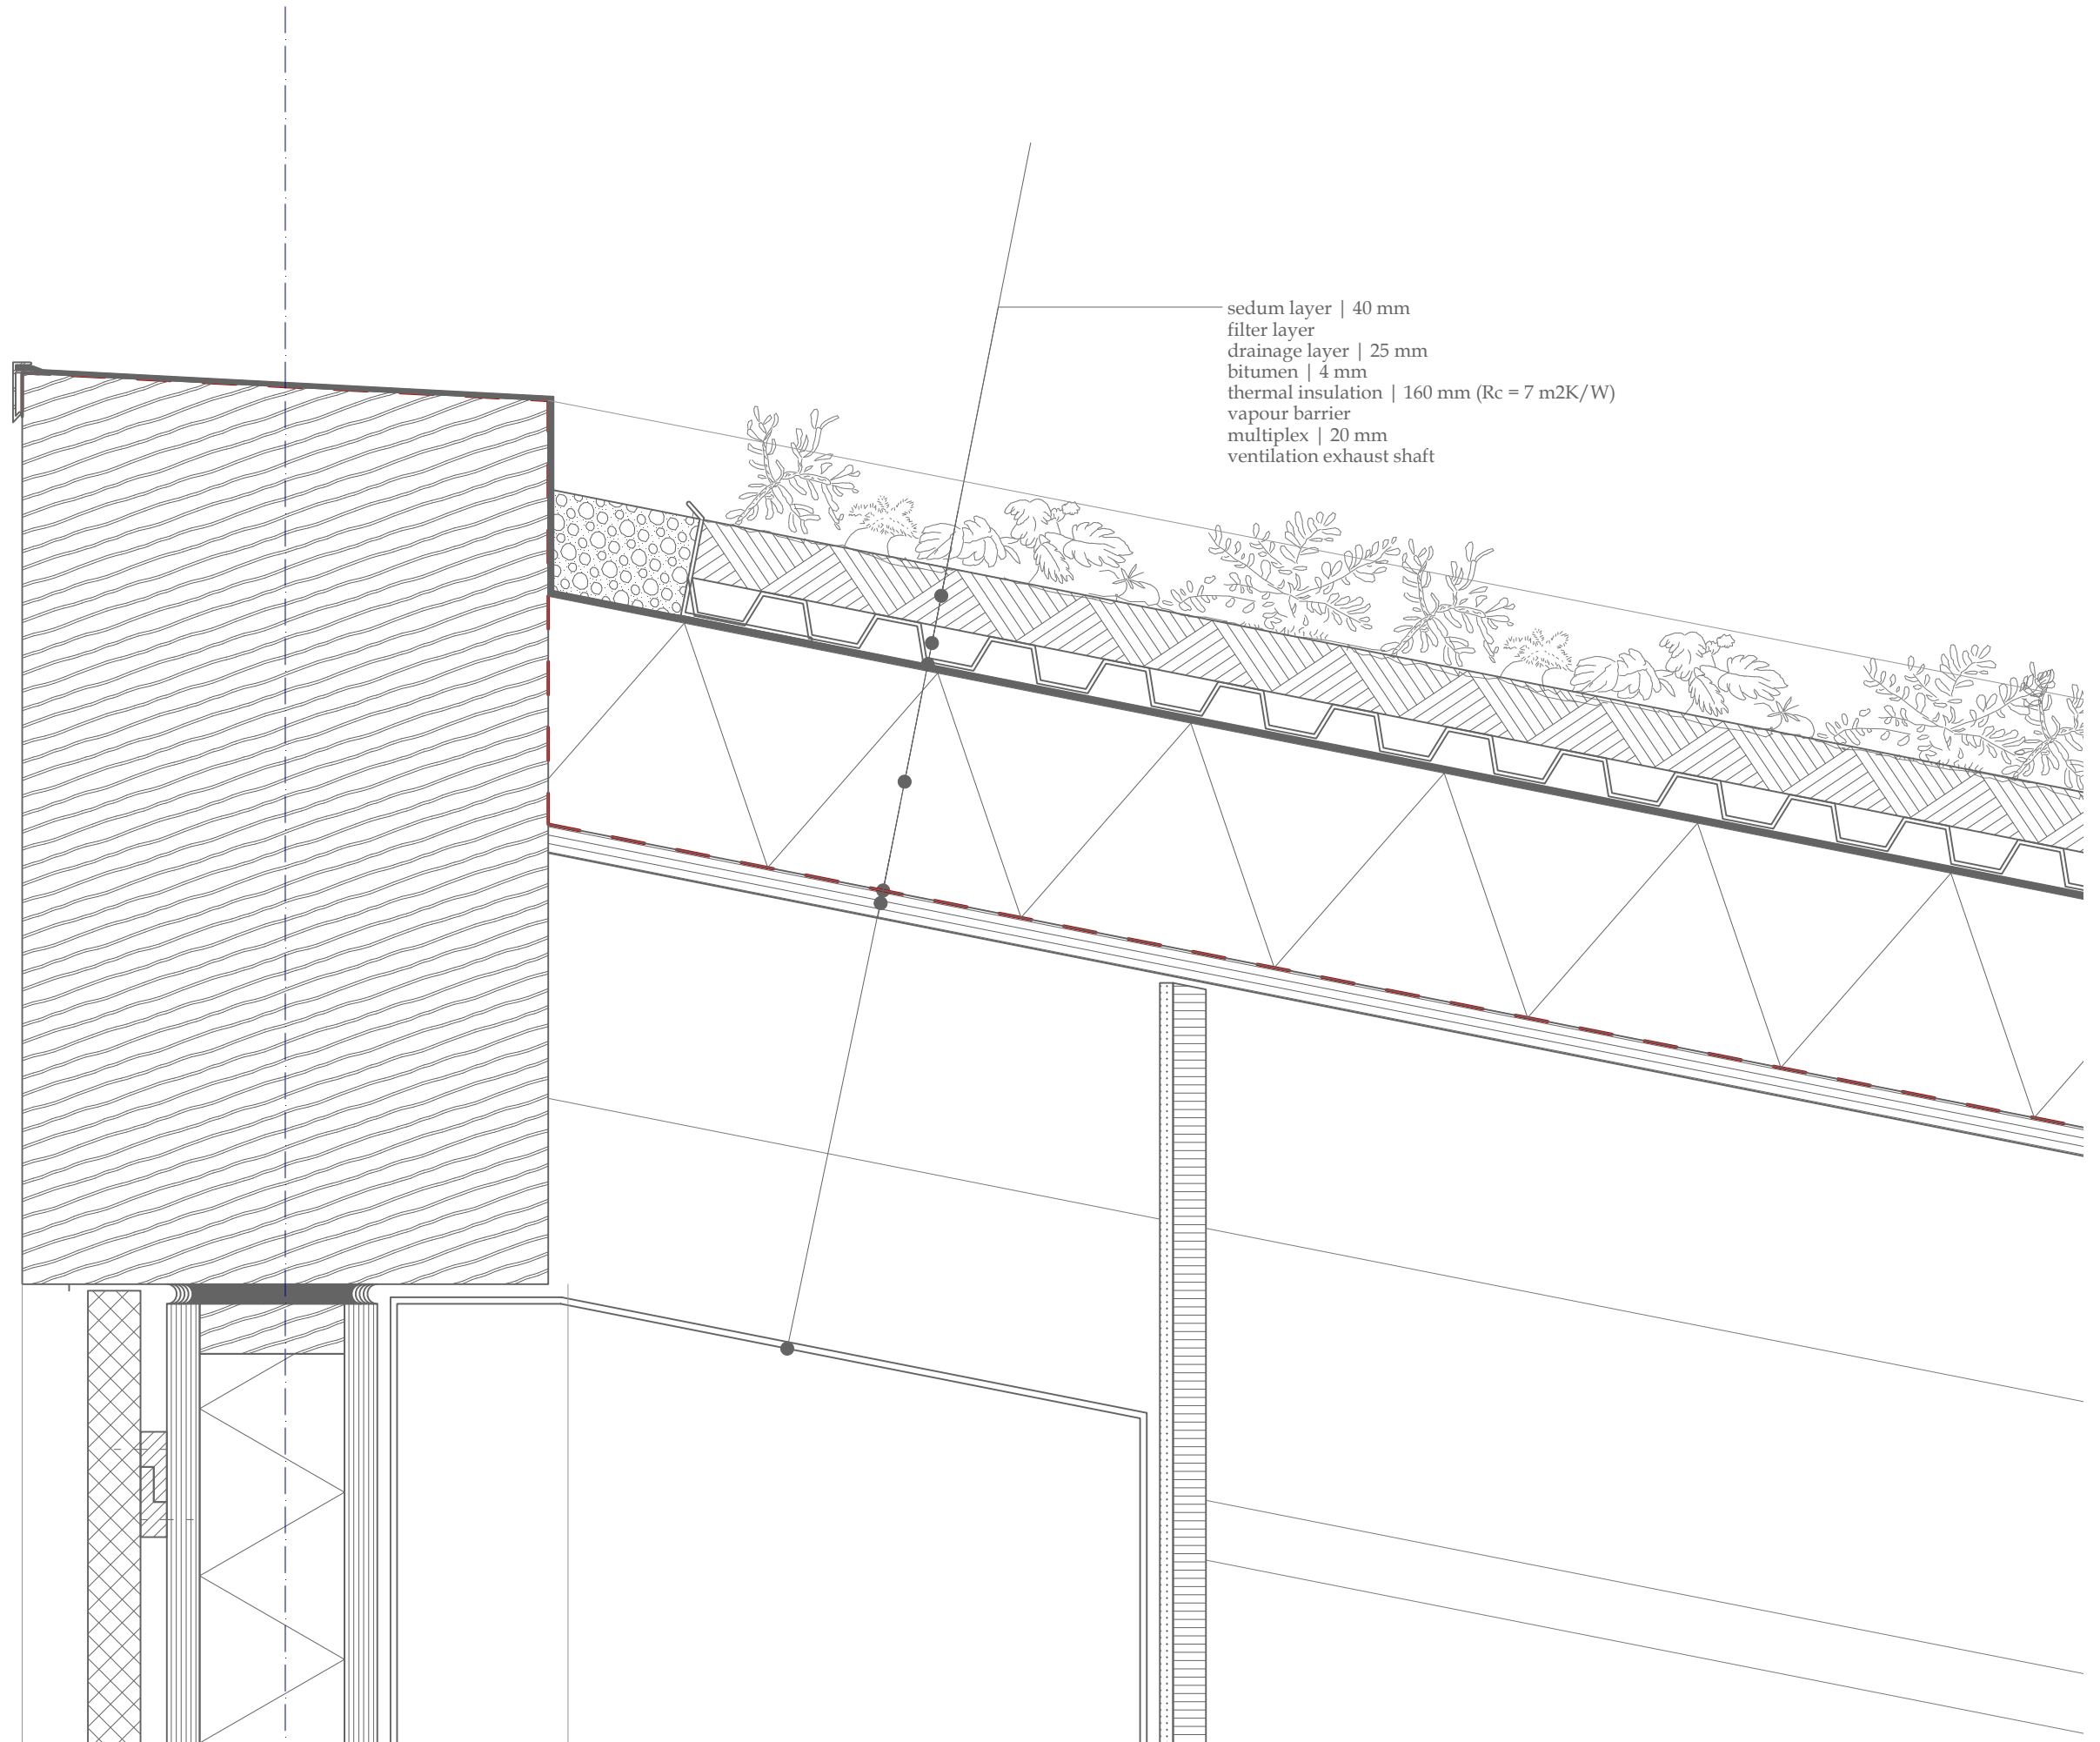 sedum layer | 40 mm
filter layer
drainage layer | 25 mm
bitumen | 4 mm
thermal insulation | 160 mm (Rc = 7 m2K/W)
vapour barrier
multiplex | 20 mm
ventilation exhaust shaft